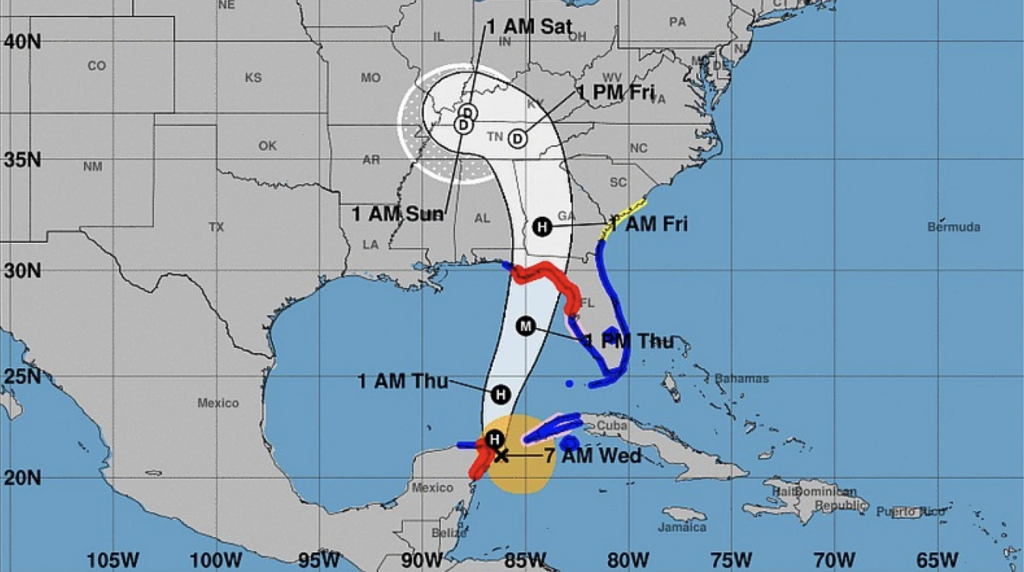 NE
PA
CT
1 AM Sat
40N
IL
IN
OH
NJ
MD
DE
CO
KS
MO
WV
1 PM Fri
KY
VA
D
D
D
TN
35N
NM
OK
AR
NC
SC
1 AM Sun
AL
GA
H
1 AM Fri
TX
LA
Bermuda
30N
FL
M
1 PM Thu
25N
1 AM Thu
H
Bahamas
Mexico
Cuba
H
7 AM Wed
20N
Mexico
Haiti
Dominican
Republic
Puerto Rico
Belize
Jamaica
105W
100W
95W
90W
85W
80W
75W
70W
65W